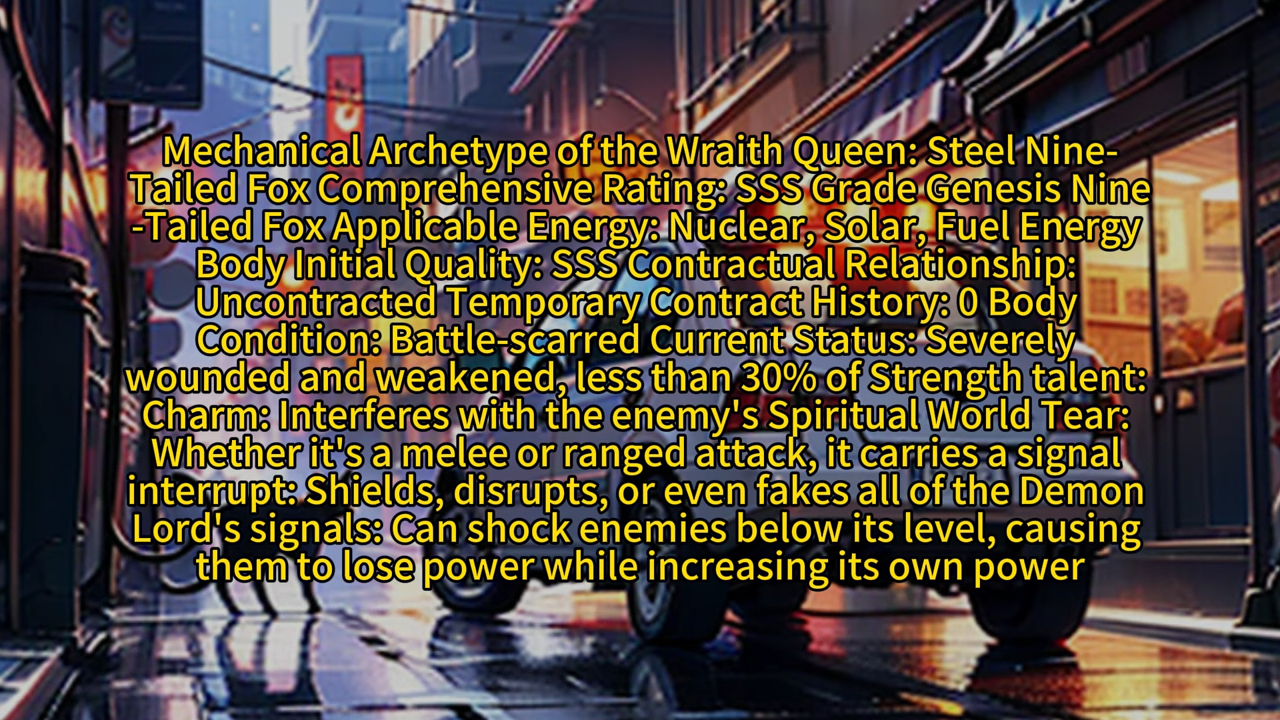 Mechanical Archetype of the Wraith Queen: Steel Nine-
Tailed Fox Comprehensive Rating: SSS Grade Genesis Nine
-Tailed Fox Applicable Energy: Nuclear, Solar, Fuel Energy
Body Initial Quality: SSS Contractual Relationship:
Uncontracted Temporary Contract History: 0 Body
Condition: Battle-scarred Current Status: Severely
wounded and weakened, less than 30% of Strength talent:
Charm: Interferes with the enemy's Spiritual World Tear:
Whether it's a melee or ranged attack, it carries a signal
interrupt: Shields, disrupts, or even fakes all of the Demon
Lord's signals: Can shock enemies below its level, causing
them to lose power while increasing its own power